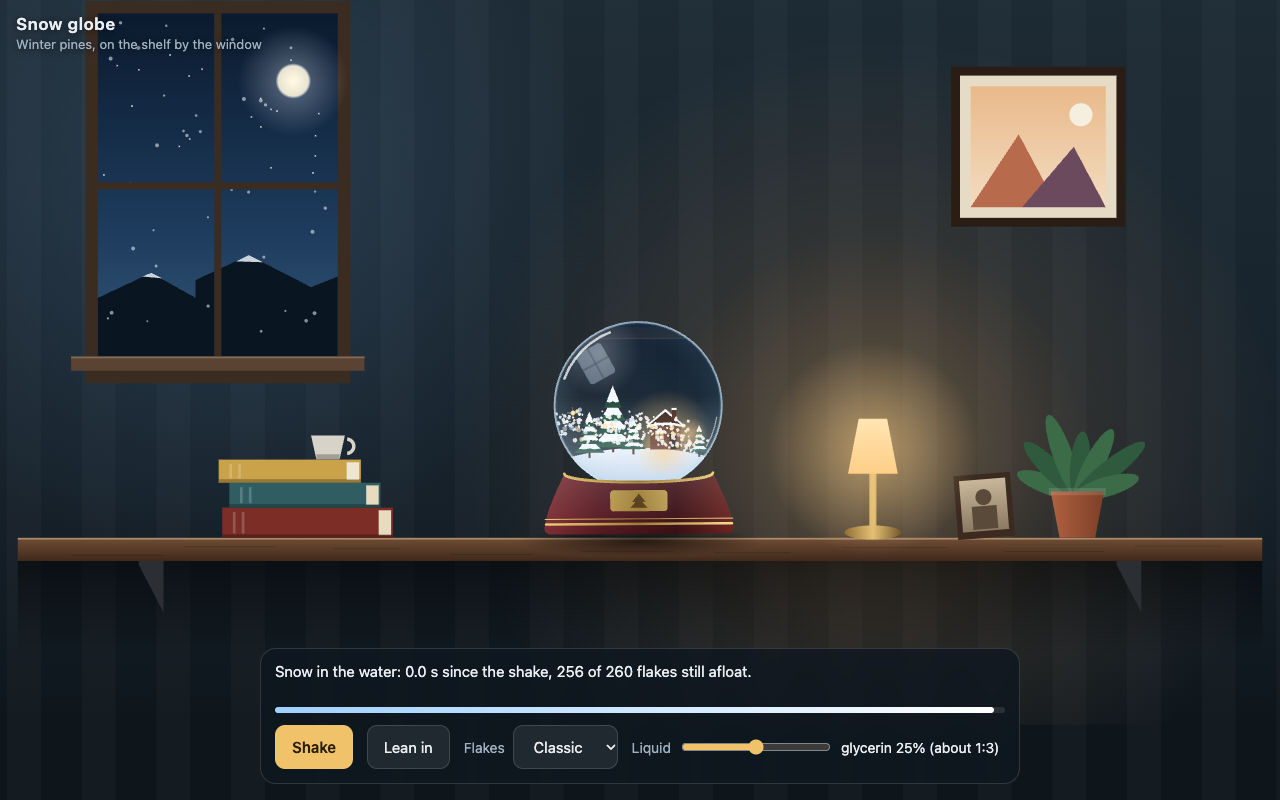 Snow globe
Winter pines, on the shelf by the window
Snow in the water: 0.0 s since the shake, 256 of 260 flakes still afloat.
Shake Lean in Flakes Classic Liquid glycerin 25% (about 1:3)